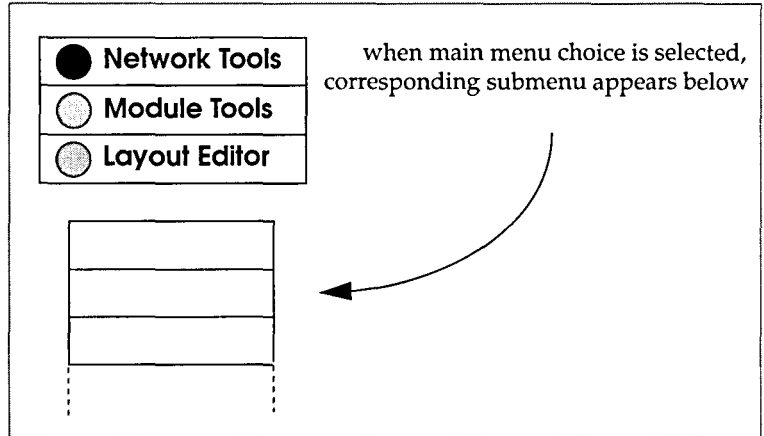 Network Tools
Module Tools
Layout Editor
when main menu choice is selected,
corresponding submenu appears below